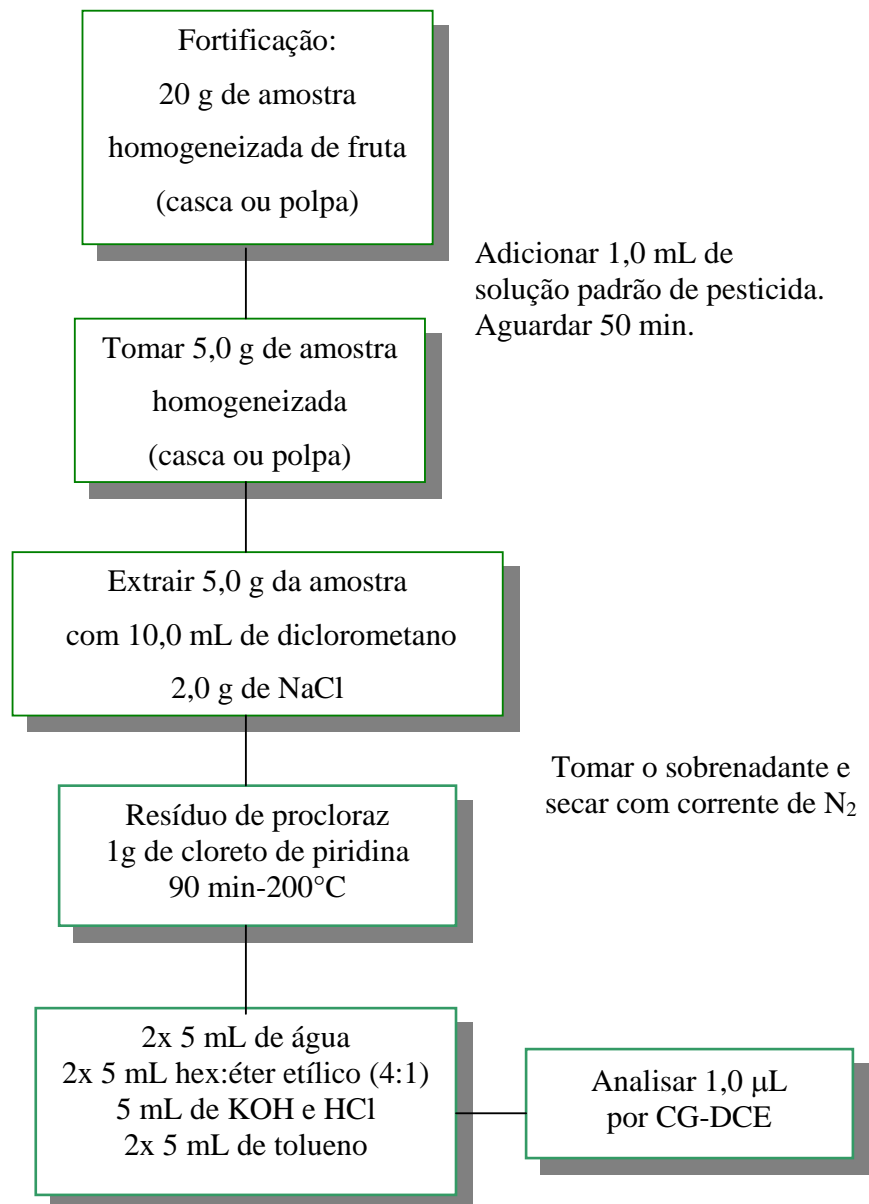 Fortificação:
20 g de amostra
homogeneizada de fruta
(casca ou polpa)
Adicionar 1,0 mL de
solução padrão de pesticida.
Aguardar 50 min.
Tomar 5,0 g de amostra
homogeneizada
(casca ou polpa)
Extrair 5,0 g da amostra
com 10,0 mL de diclorometano
2,0 g de NaCl
Tomar o sobrenadante e
secar com corrente de N₂
Resíduo de procloraz
1g de cloreto de piridina
90 min-200°C
2x 5 mL de água
2x 5 mL hex:éter etílico (4:1)
5 mL de KOH e HCl
2x 5 mL de tolueno
Analisar 1,0 μL
por CG-DCE